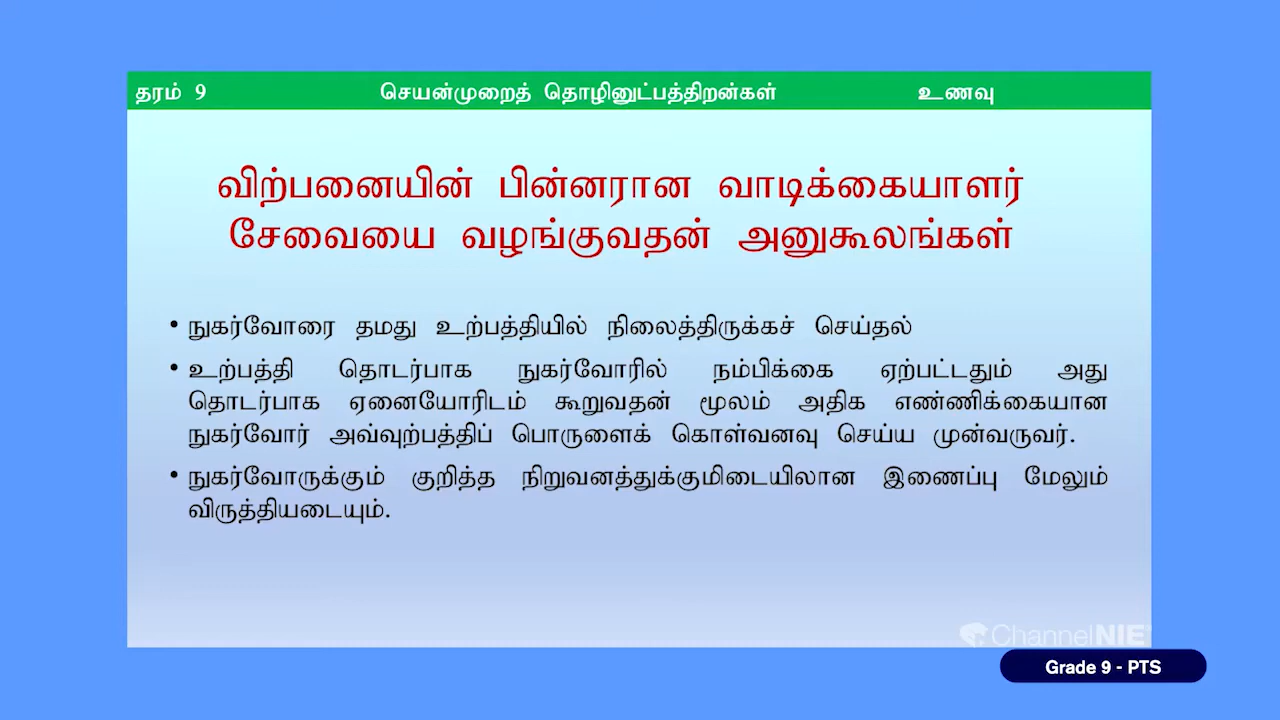 தரம் 9 செயன்முறைத் தொழினுட்பத்திறன்கள் உணவு
விற்பனையின் பின்னரான வாடிக்கையாளர்
சேவையை வழங்குவதன் அனுகூலங்கள்
• நுகர்வோரை தமது உற்பத்தியில் நிலைத்திருக்கச் செய்தல்
• உற்பத்தி தொடர்பாக நுகர்வோரில் நம்பிக்கை ஏற்பட்டதும் அது
தொடர்பாக ஏனையோரிடம் கூறுவதன் மூலம் அதிக எண்ணிக்கையான
நுகர்வோர் அவ்வுற்பத்திப் பொருளைக் கொள்வனவு செய்ய முன்வருவர்.
• நுகர்வோருக்கும் குறித்த நிறுவனத்துக்குமிடையிலான இணைப்பு மேலும்
விருத்தியடையும்.
ChannelNIE
Grade 9 - PTS